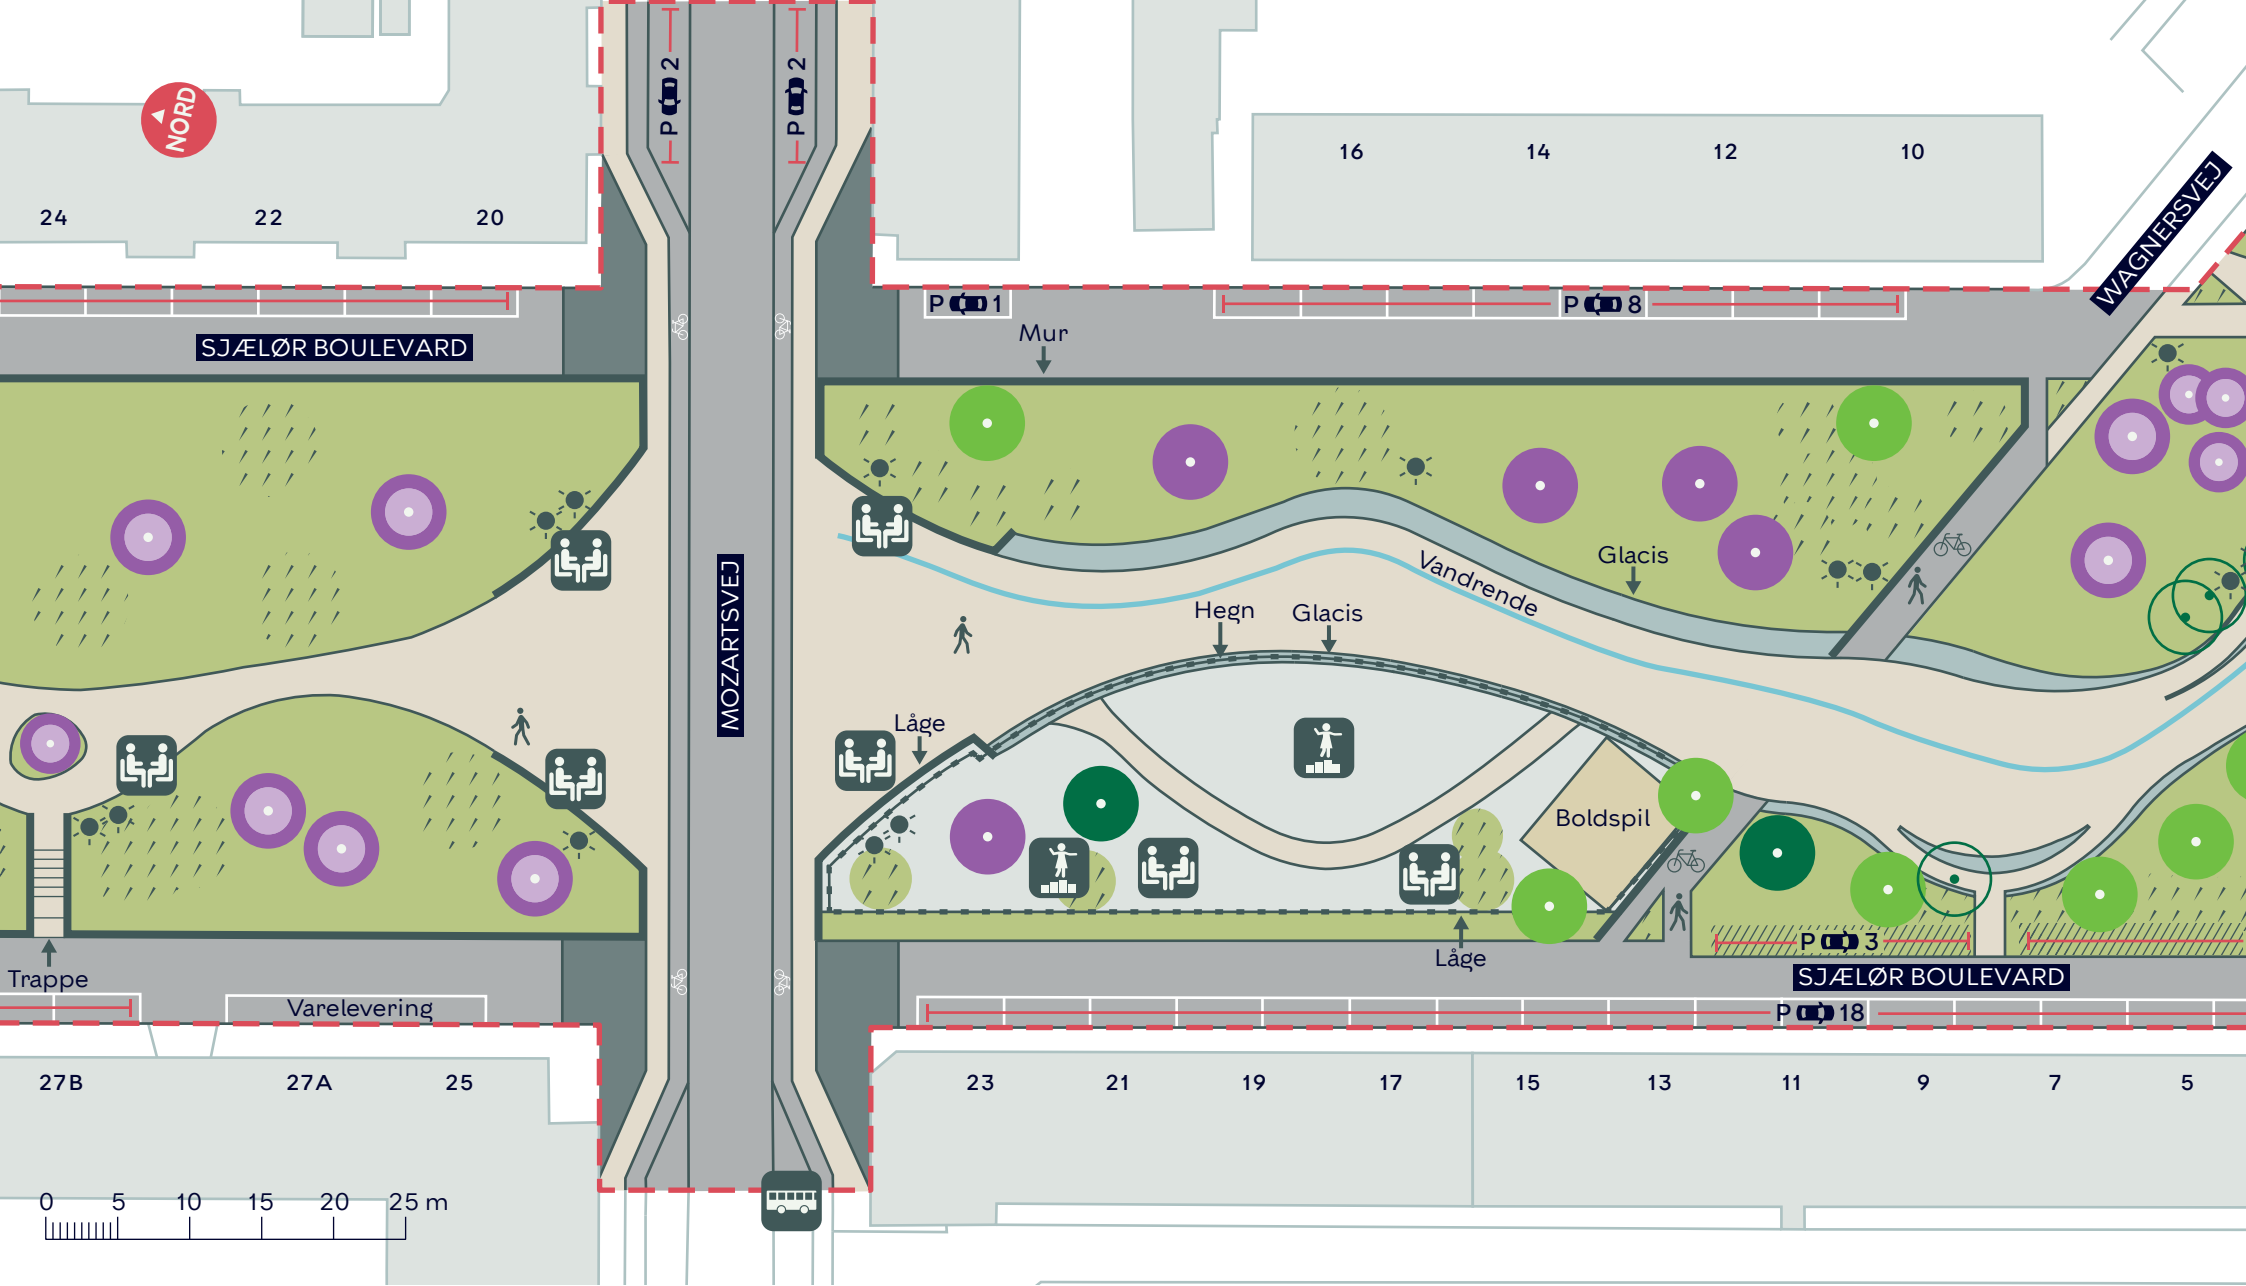 P 2
P 2
NORD
16
14
12
10
24
22
20
WAGNERSVEJ
P 1
P 8
Mur
SJÆLØR BOULEVARD
Glacis
Vandrende
MOZARTSVEJ
Hegn
Glacis
Låge
Boldspil
P 3
Låge
Trappe
SJÆLØR BOULEVARD
Varelevering
P 18
27B
27A
25
23
21
19
17
15
13
11
9
7
5
0 5 10 15 20 25 m